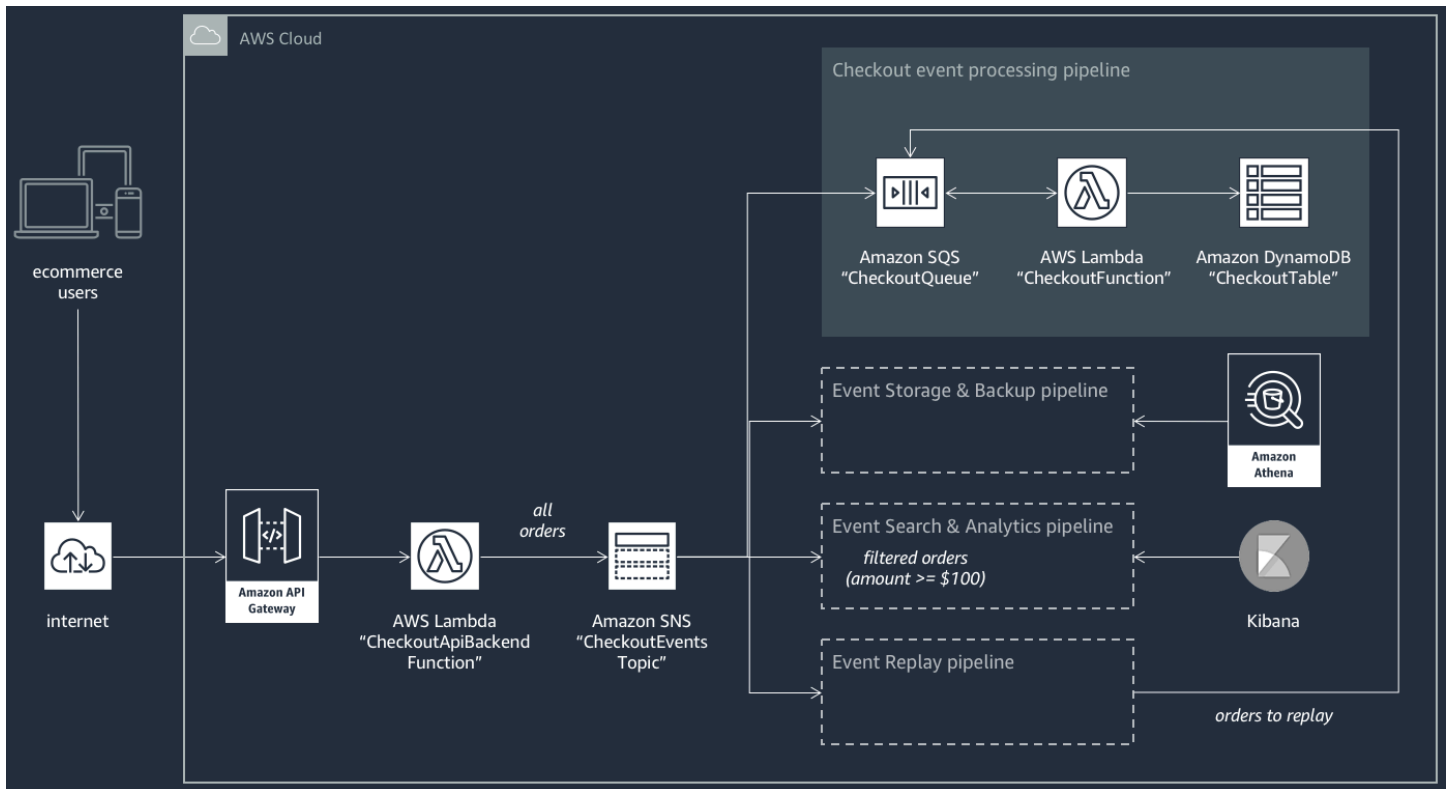 AWS Cloud
Checkout event processing pipeline
ecommerce
users
Amazon SQS
“CheckoutQueue”
AWS Lambda
“CheckoutFunction”
Amazon DynamoDB
“CheckoutTable”
Event Storage & Backup pipeline
Amazon
Athena
all
orders
Event Search & Analytics pipeline
filtered orders
(amount >= $100)
</>
Amazon API
Gateway
internet
AWS Lambda
“CheckoutApiBackend
Function”
Amazon SNS
“CheckoutEvents
Topic”
Kibana
Event Replay pipeline
orders to replay